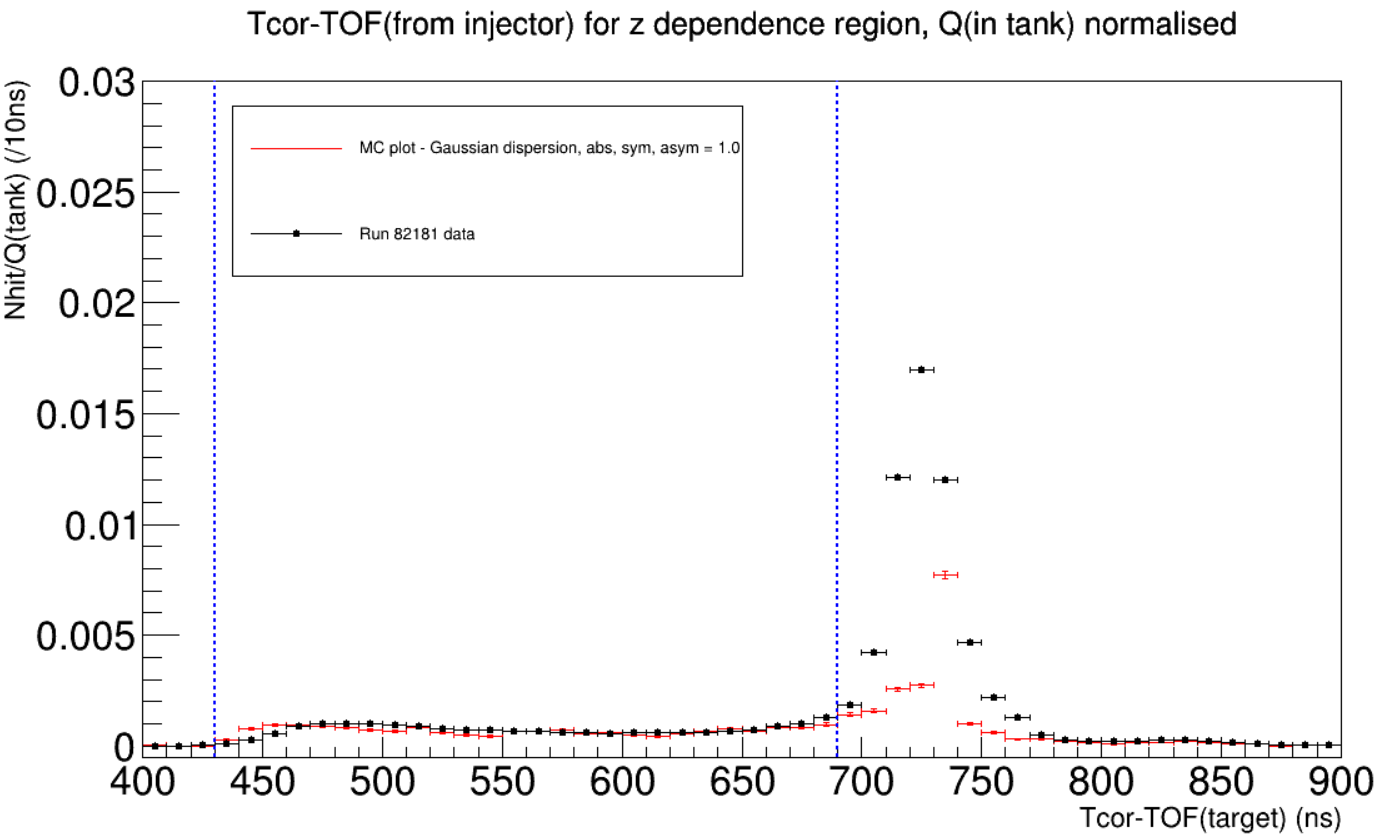 Tcor-TOF(from injector) for z dependence region, Q(in tank) normalised
Nhit/Q(tank) (/10ns)
0.03
0.025
0.02
0.015
0.01
0.005
0
MC plot - Gaussian dispersion, abs, sym, asym = 1.0
Run 82181 data
400 450 500 550 600 650 700 750 800 850 900
Tcor-TOF(target) (ns)